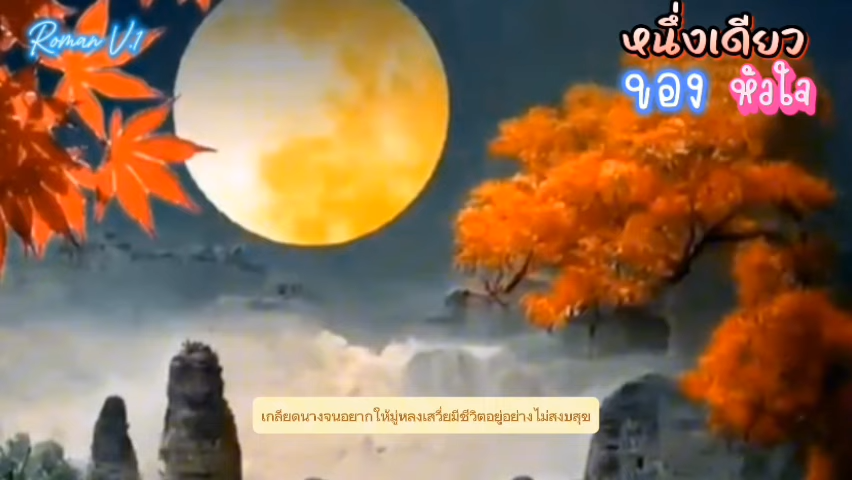 Roman V.1
หนึ่งเดียว
ของ หัวใจ
เกลียดนางจนอยากให้มู่หลงเสวี่ยมีชีวิตอยู่อย่างไม่สงบสุข